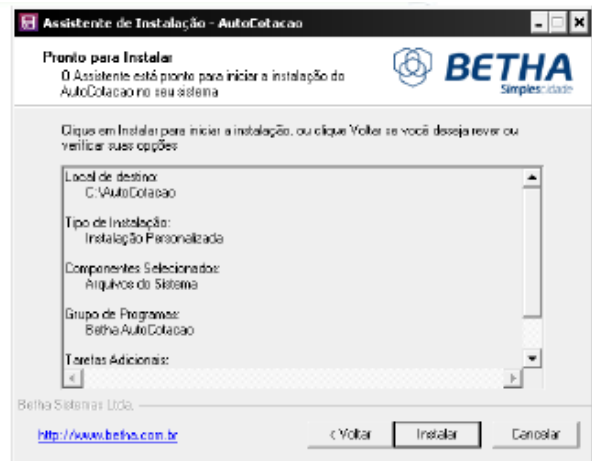 Assistente de Instalação - AutoCotacao
Pronto para Instalar
O Assistente está pronto para iniciar a instalação do
AutoCotacao no seu sistema
BETHA
Simplescidade
Clique em Instalar para iniciar a instalação, ou clique Voltar se você deseja rever ou
verificar suas opções
Local de destino:
C:\AutoCotacao
Tipo de Instalação:
Instalação Personalizada
Componentes Selecionados:
Arquivos do Sistema
Grupo de Programas:
Betha AutoCotacao
Tarefas Adicionais:
Betha Sistemas Ltda.
http://www.betha.com.br
< Voltar
Instalar
Cancelar